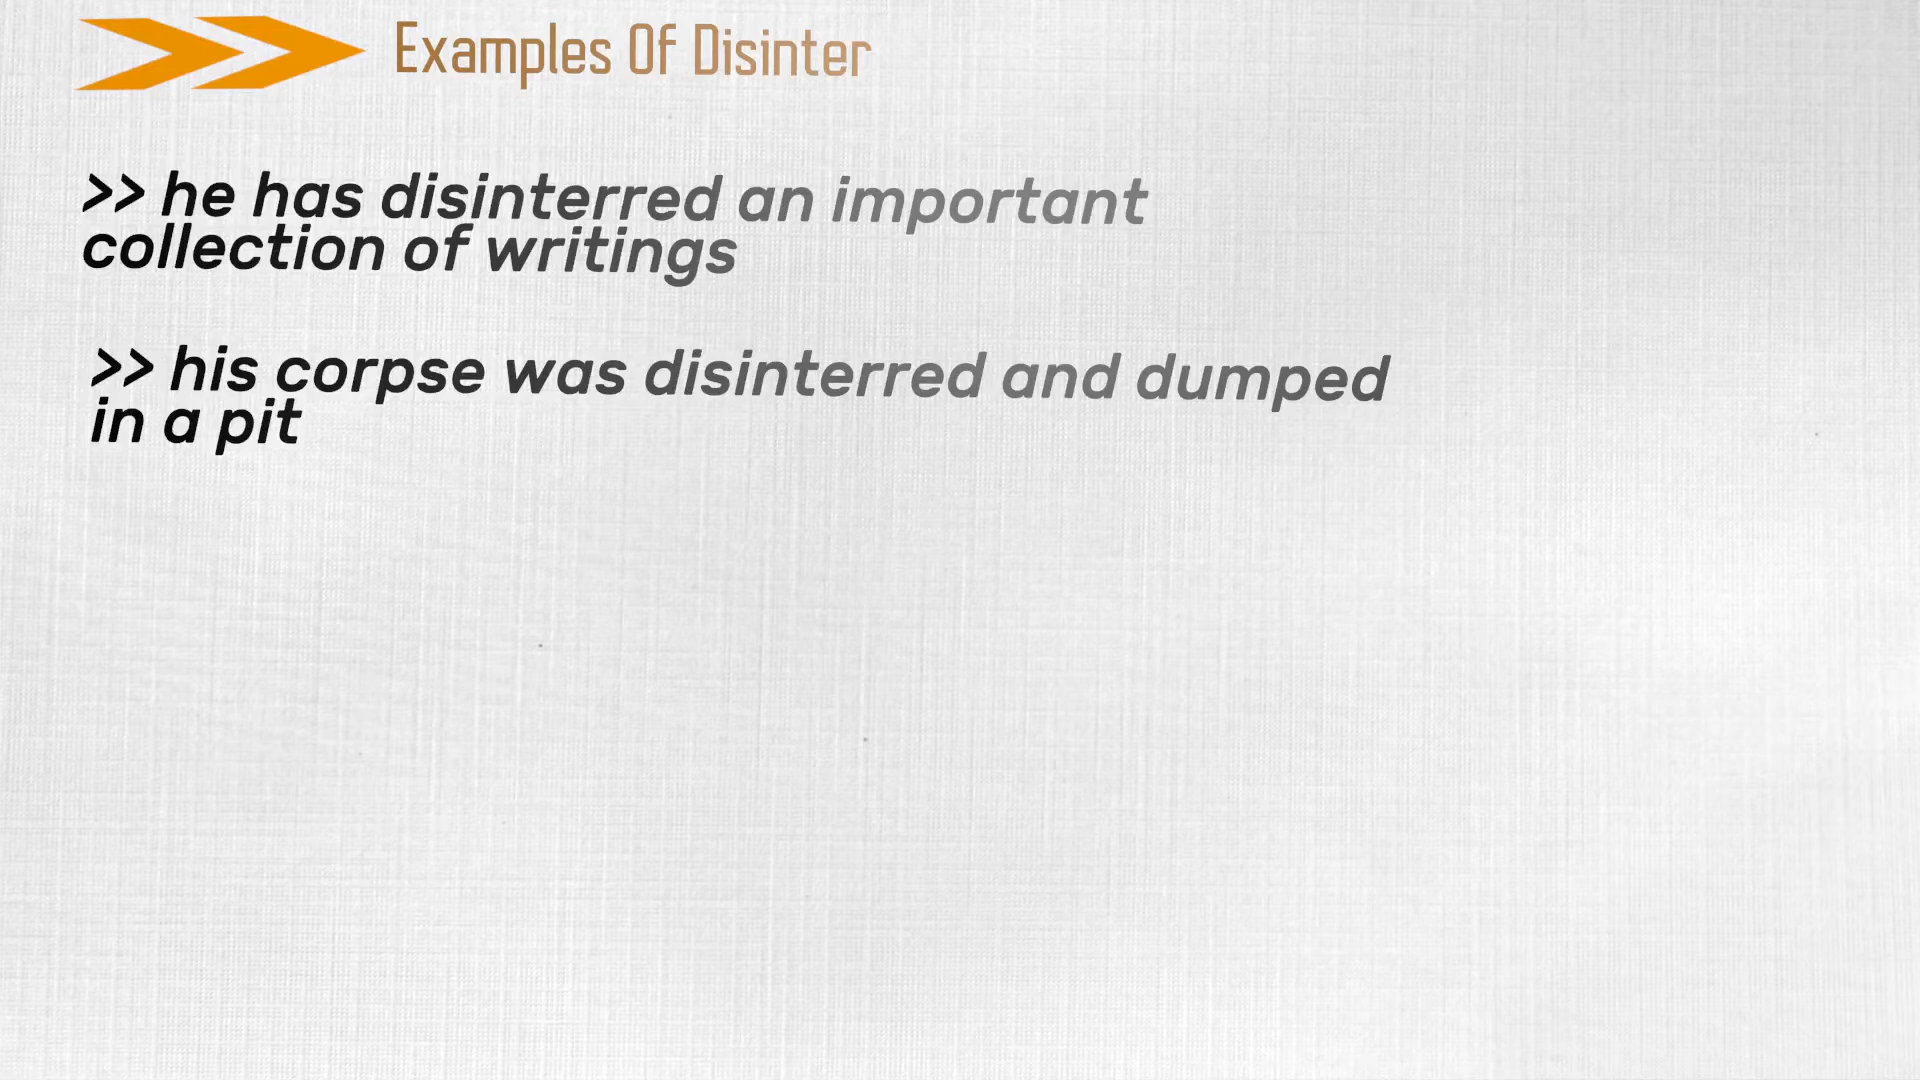 Examples Of Disinter
>> he has disinterred an important
collection of writings
>> his corpse was disinterred and dumped
in a pit